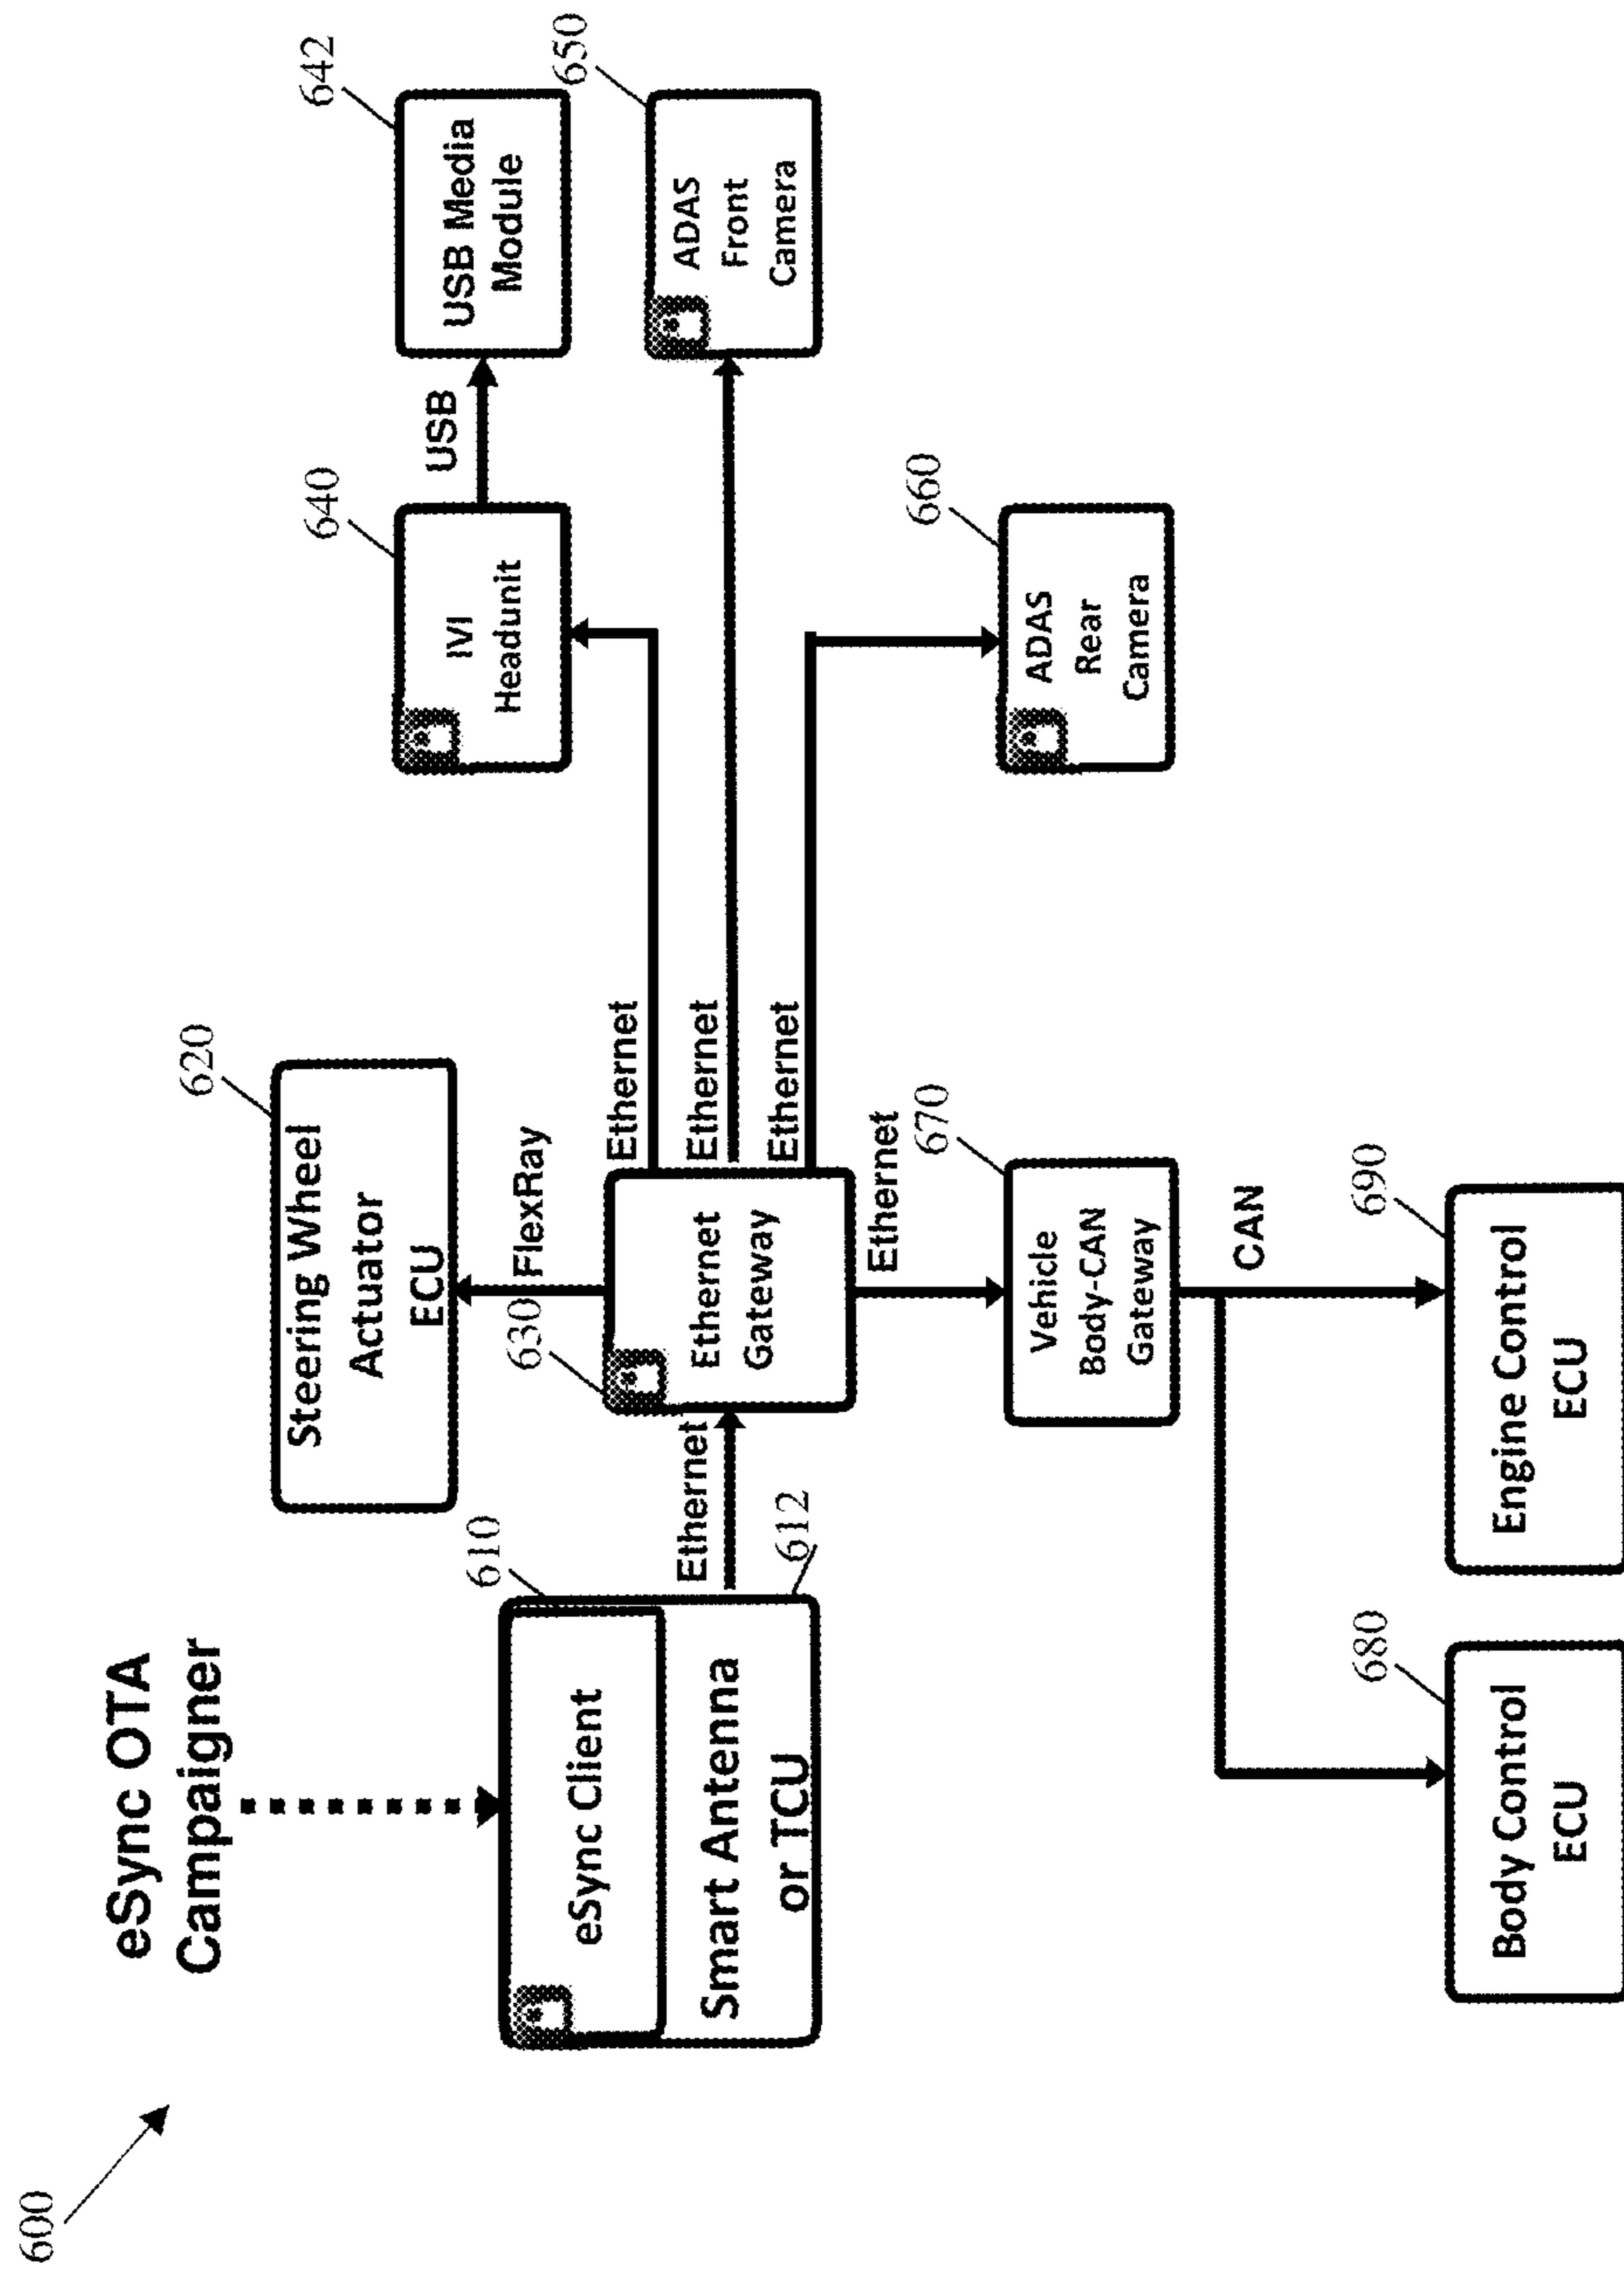 600
eSync OTA
Campaigner
610
eSync Client
Smart Antenna
or TCU
612
Ethernet
620
Steering Wheel
Actuator
ECU
FlexRay
630
Ethernet
Gateway
Ethernet
Ethernet
Ethernet
640
IVI
Headunit
USB
642
USB Media
Module
650
ADAS
Front
Camera
660
ADAS
Rear
Camera
Ethernet
670
Vehicle
Body-CAN
Gateway
CAN
680
Body Control
ECU
690
Engine Control
ECU